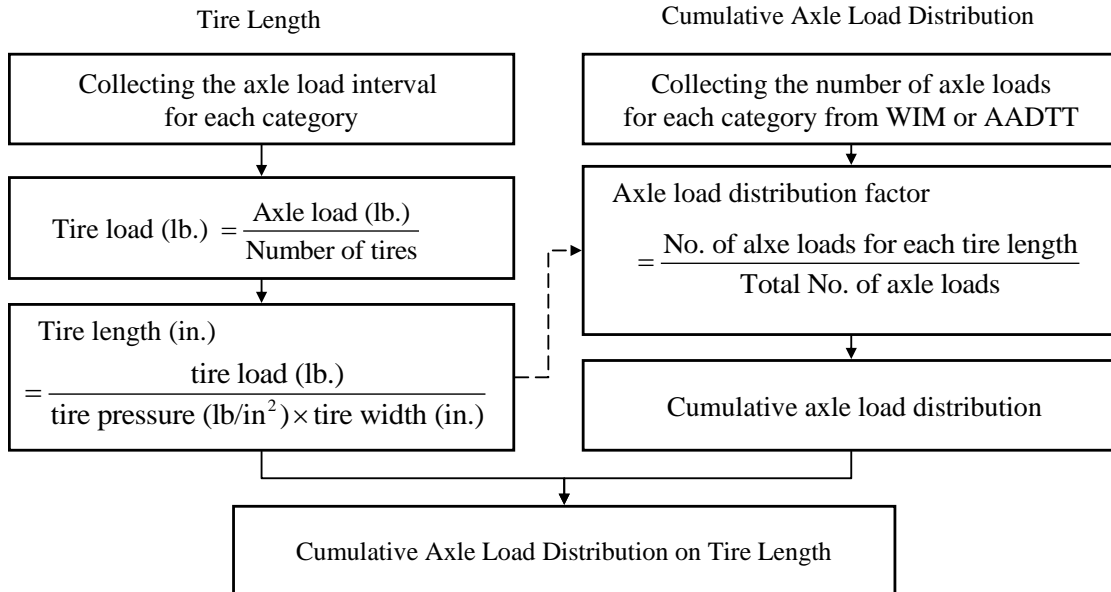 Tire Length
Collecting the axle load interval
for each category
Tire load (lb.) = Axle load (lb.) / Number of tires
Tire length (in.)
= tire load (lb.) / tire pressure (lb/in²) × tire width (in.)
Cumulative Axle Load Distribution
Collecting the number of axle loads
for each category from WIM or AADTT
Axle load distribution factor
= No. of alxe loads for each tire length / Total No. of axle loads
Cumulative axle load distribution
Cumulative Axle Load Distribution on Tire Length